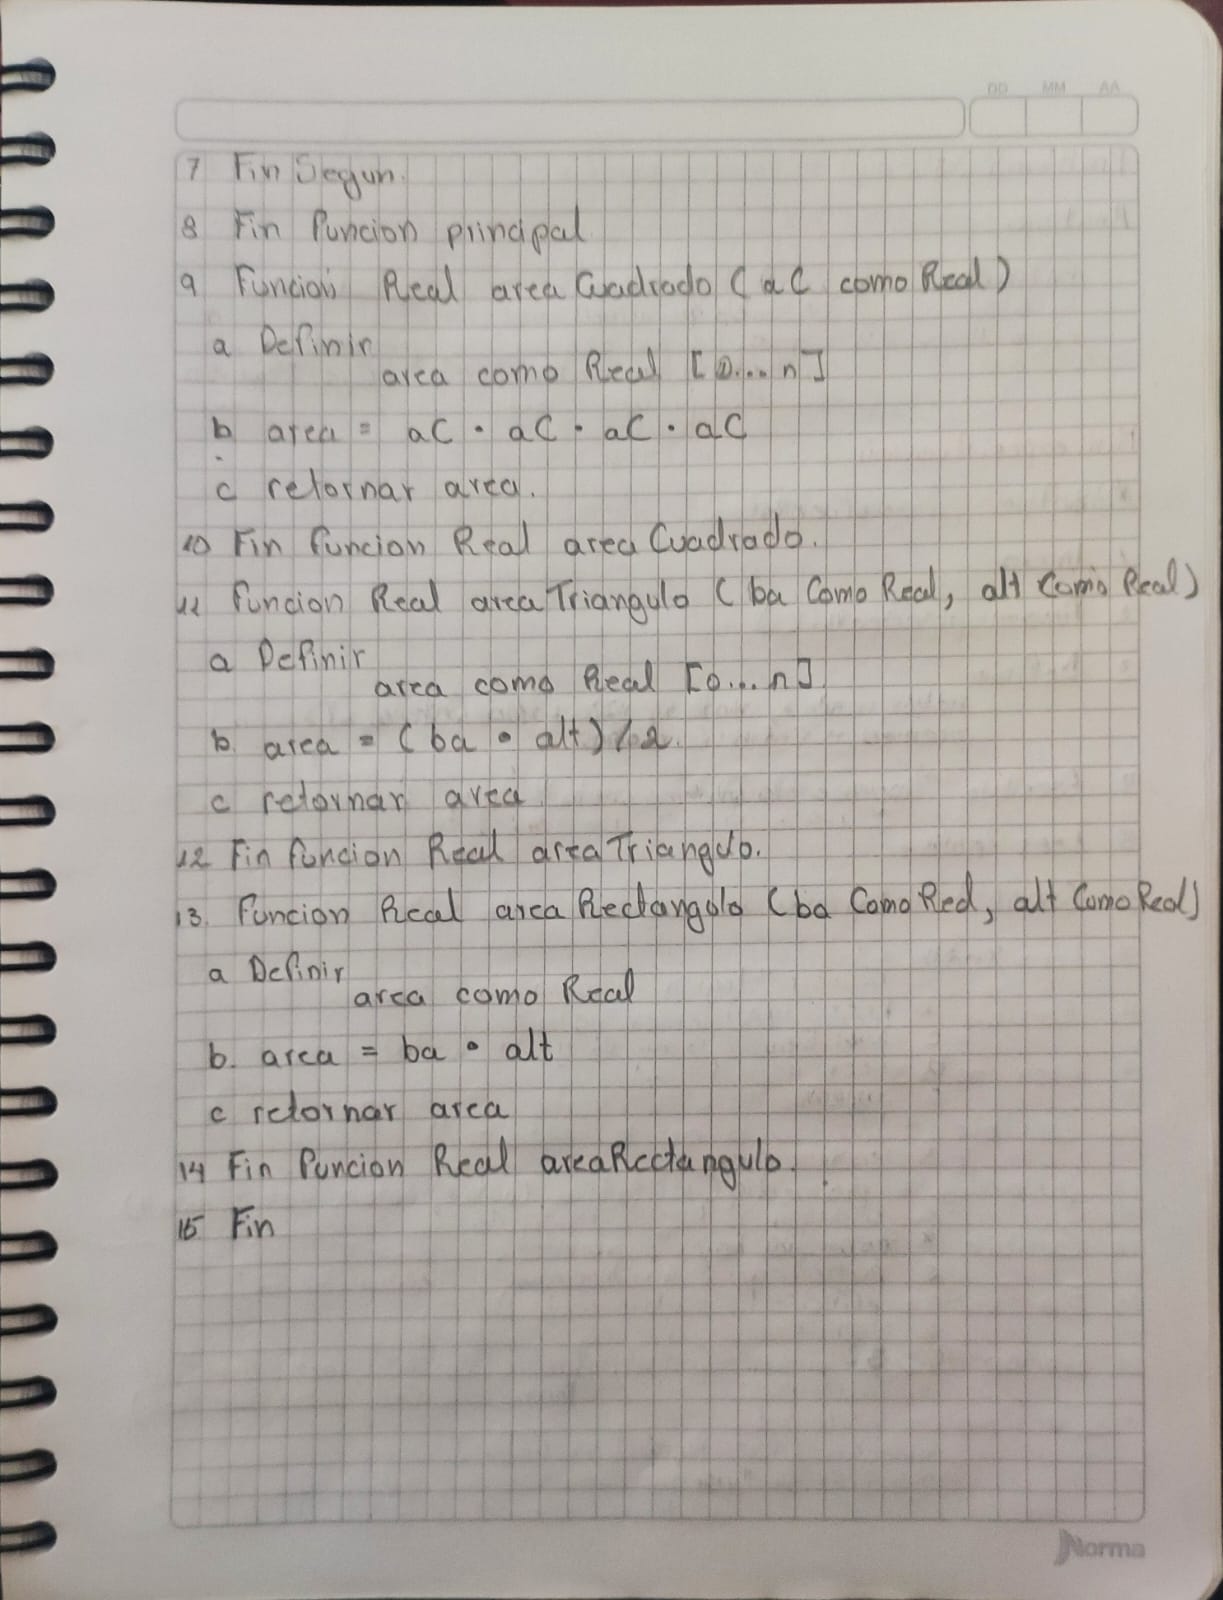 DD MM AA
7 Fin Segun.
8 Fin funcion principal
9 Funcion Real area Cuadrado ( aC como Real)
a Definir
area como Real [0...n]
b area = aC · aC · aC · aC
c retornar area.
10 Fin funcion Real area Cuadrado.
11 funcion Real area Triangulo ( ba Como Real, alt Como Real)
a Definir
area como Real [0...n]
b. area = ( ba · alt) / 2.
c retornar area
12 Fin funcion Real area Triangulo.
13. Funcion Real area Rectangulo ( ba Como Real, alt Como Real)
a Definir
area como Real
b. area = ba · alt
c retornar area
14 Fin funcion Real areaRectangulo.
15 Fin
Norma